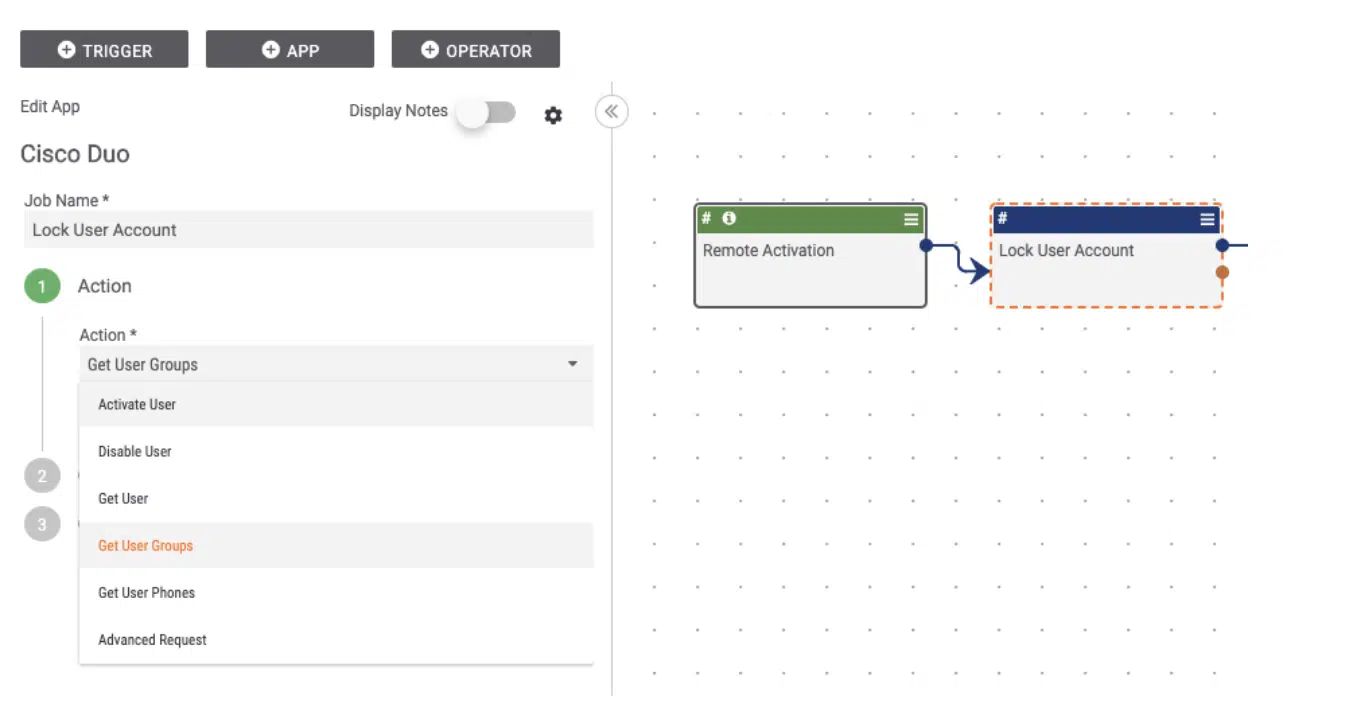 TRIGGER
APP
OPERATOR
Edit App
Display Notes
Cisco Duo
Job Name *
Lock User Account
1
Action
Action *
Get User Groups
Activate User
Disable User
Get User
Get User Groups
Get User Phones
Advanced Request
2
3
#
Remote Activation
#
Lock User Account